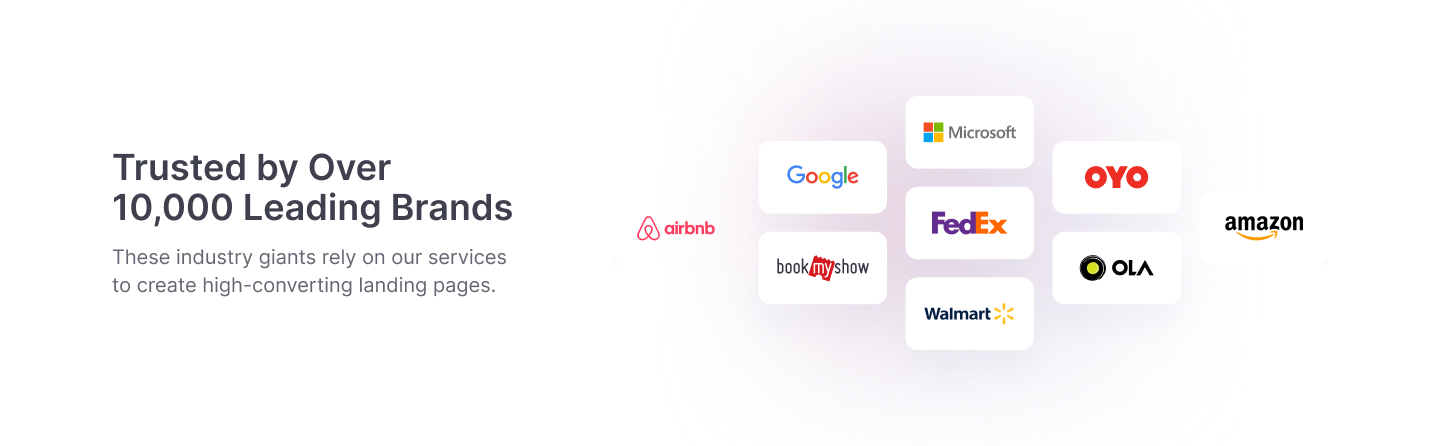 Trusted by Over
10,000 Leading Brands
These industry giants rely on our services
to create high-converting landing pages.
airbnb
Google
bookmyshow
Microsoft
FedEx
Walmart
OYO
OLA
amazon